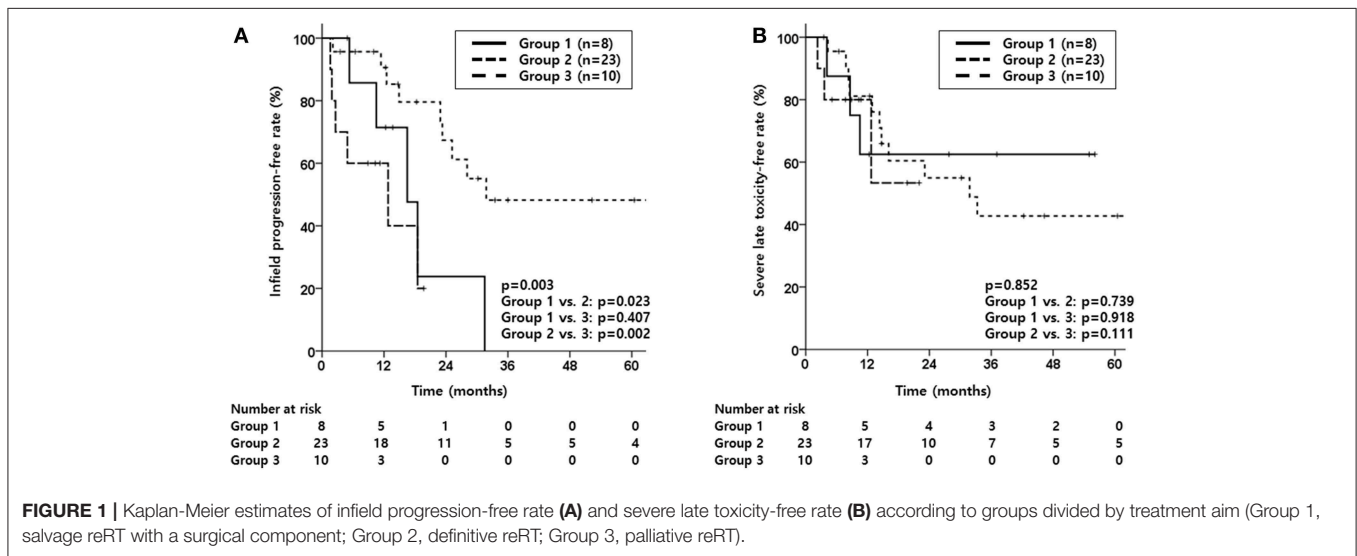 A
Infield progression-free rate (%)
100
80
60
40
20
0
Group 1 (n=8)
Group 2 (n=23)
Group 3 (n=10)
p=0.003
Group 1 vs. 2: p=0.023
Group 1 vs. 3: p=0.407
Group 2 vs. 3: p=0.002
0 12 24 36 48 60
Time (months)
Number at risk
Group 1 8 5 1 0 0 0
Group 2 23 18 11 5 5 4
Group 3 10 3 0 0 0 0
B
Severe late toxicity-free rate (%)
100
80
60
40
20
0
Group 1 (n=8)
Group 2 (n=23)
Group 3 (n=10)
p=0.852
Group 1 vs. 2: p=0.739
Group 1 vs. 3: p=0.918
Group 2 vs. 3: p=0.111
0 12 24 36 48 60
Time (months)
Number at risk
Group 1 8 5 4 3 2 0
Group 2 23 17 10 7 5 5
Group 3 10 3 0 0 0 0
FIGURE 1 | Kaplan-Meier estimates of infield progression-free rate (A) and severe late toxicity-free rate (B) according to groups divided by treatment aim (Group 1,
salvage reRT with a surgical component; Group 2, definitive reRT; Group 3, palliative reRT).